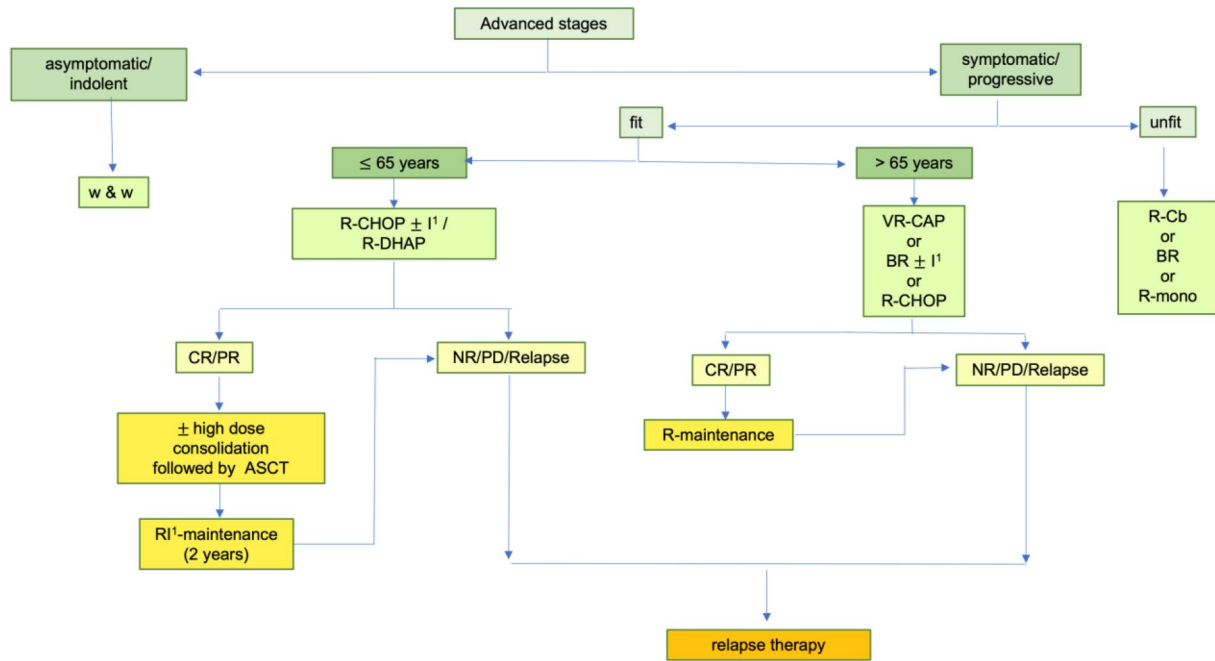 Advanced stages
asymptomatic/
indolent
symptomatic/
progressive
fit
unfit
≤ 65 years
> 65 years
w & w
R-CHOP ± I¹ /
R-DHAP
VR-CAP
or
BR ± I¹
or
R-CHOP
R-Cb
or
BR
or
R-mono
CR/PR
NR/PD/Relapse
CR/PR
NR/PD/Relapse
± high dose
consolidation
followed by ASCT
R-maintenance
RI¹-maintenance
(2 years)
relapse therapy